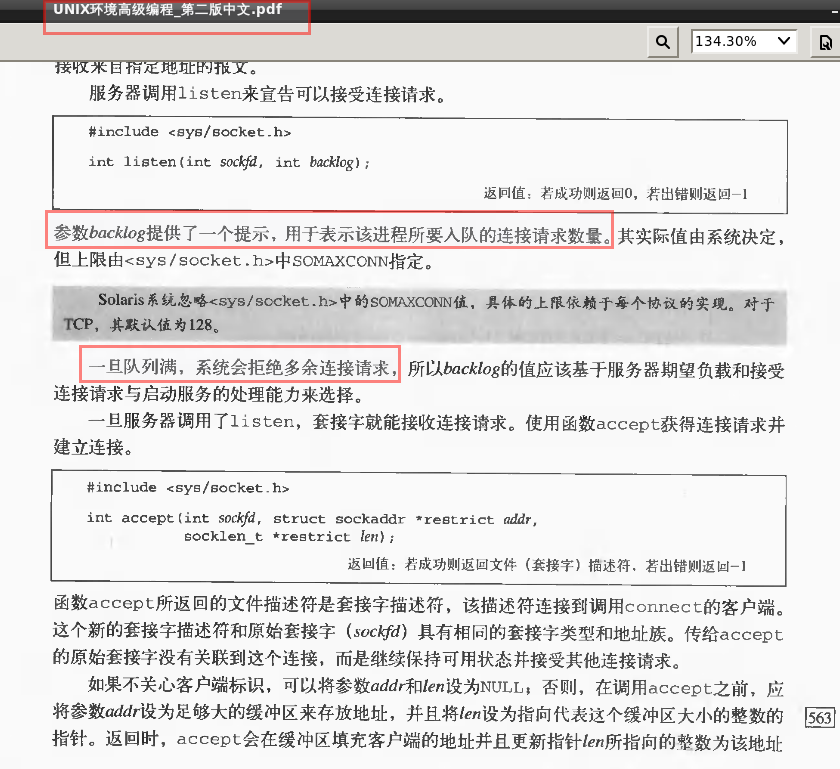 UNIX环境高级编程_第二版中文.pdf
134.30%
接收来自指定地址的报文。
服务器调用listen来宣告可以接受连接请求。
#include <sys/socket.h>
int listen(int sockfd, int backlog);
返回值：若成功则返回0，若出错则返回-1
参数backlog提供了一个提示，用于表示该进程所要入队的连接请求数量。其实际值由系统决定，
但上限由<sys/socket.h>中SOMAXCONN指定。
Solaris系统忽略<sys/socket.h>中的SOMAXCONN值，具体的上限依赖于每个协议的实现。对于
TCP，其默认值为128。
一旦队列满，系统会拒绝多余连接请求，所以backlog的值应该基于服务器期望负载和接受
连接请求与启动服务的处理能力来选择。
一旦服务器调用了listen，套接字就能接收连接请求。使用函数accept获得连接请求并
建立连接。
#include <sys/socket.h>
int accept(int sockfd, struct sockaddr *restrict addr,
socklen_t *restrict len);
返回值：若成功则返回文件（套接字）描述符，若出错则返回-1
函数accept所返回的文件描述符是套接字描述符，该描述符连接到调用connect的客户端。
这个新的套接字描述符和原始套接字（sockfd）具有相同的套接字类型和地址族。传给accept
的原始套接字没有关联到这个连接，而是继续保持可用状态并接受其他连接请求。
如果不关心客户端标识，可以将参数addr和len设为NULL；否则，在调用accept之前，应
将参数addr设为足够大的缓冲区来存放地址，并且将len设为指向代表这个缓冲区大小的整数的
563
指针。返回时，accept会在缓冲区填充客户端的地址并且更新指针len所指向的整数为该地址